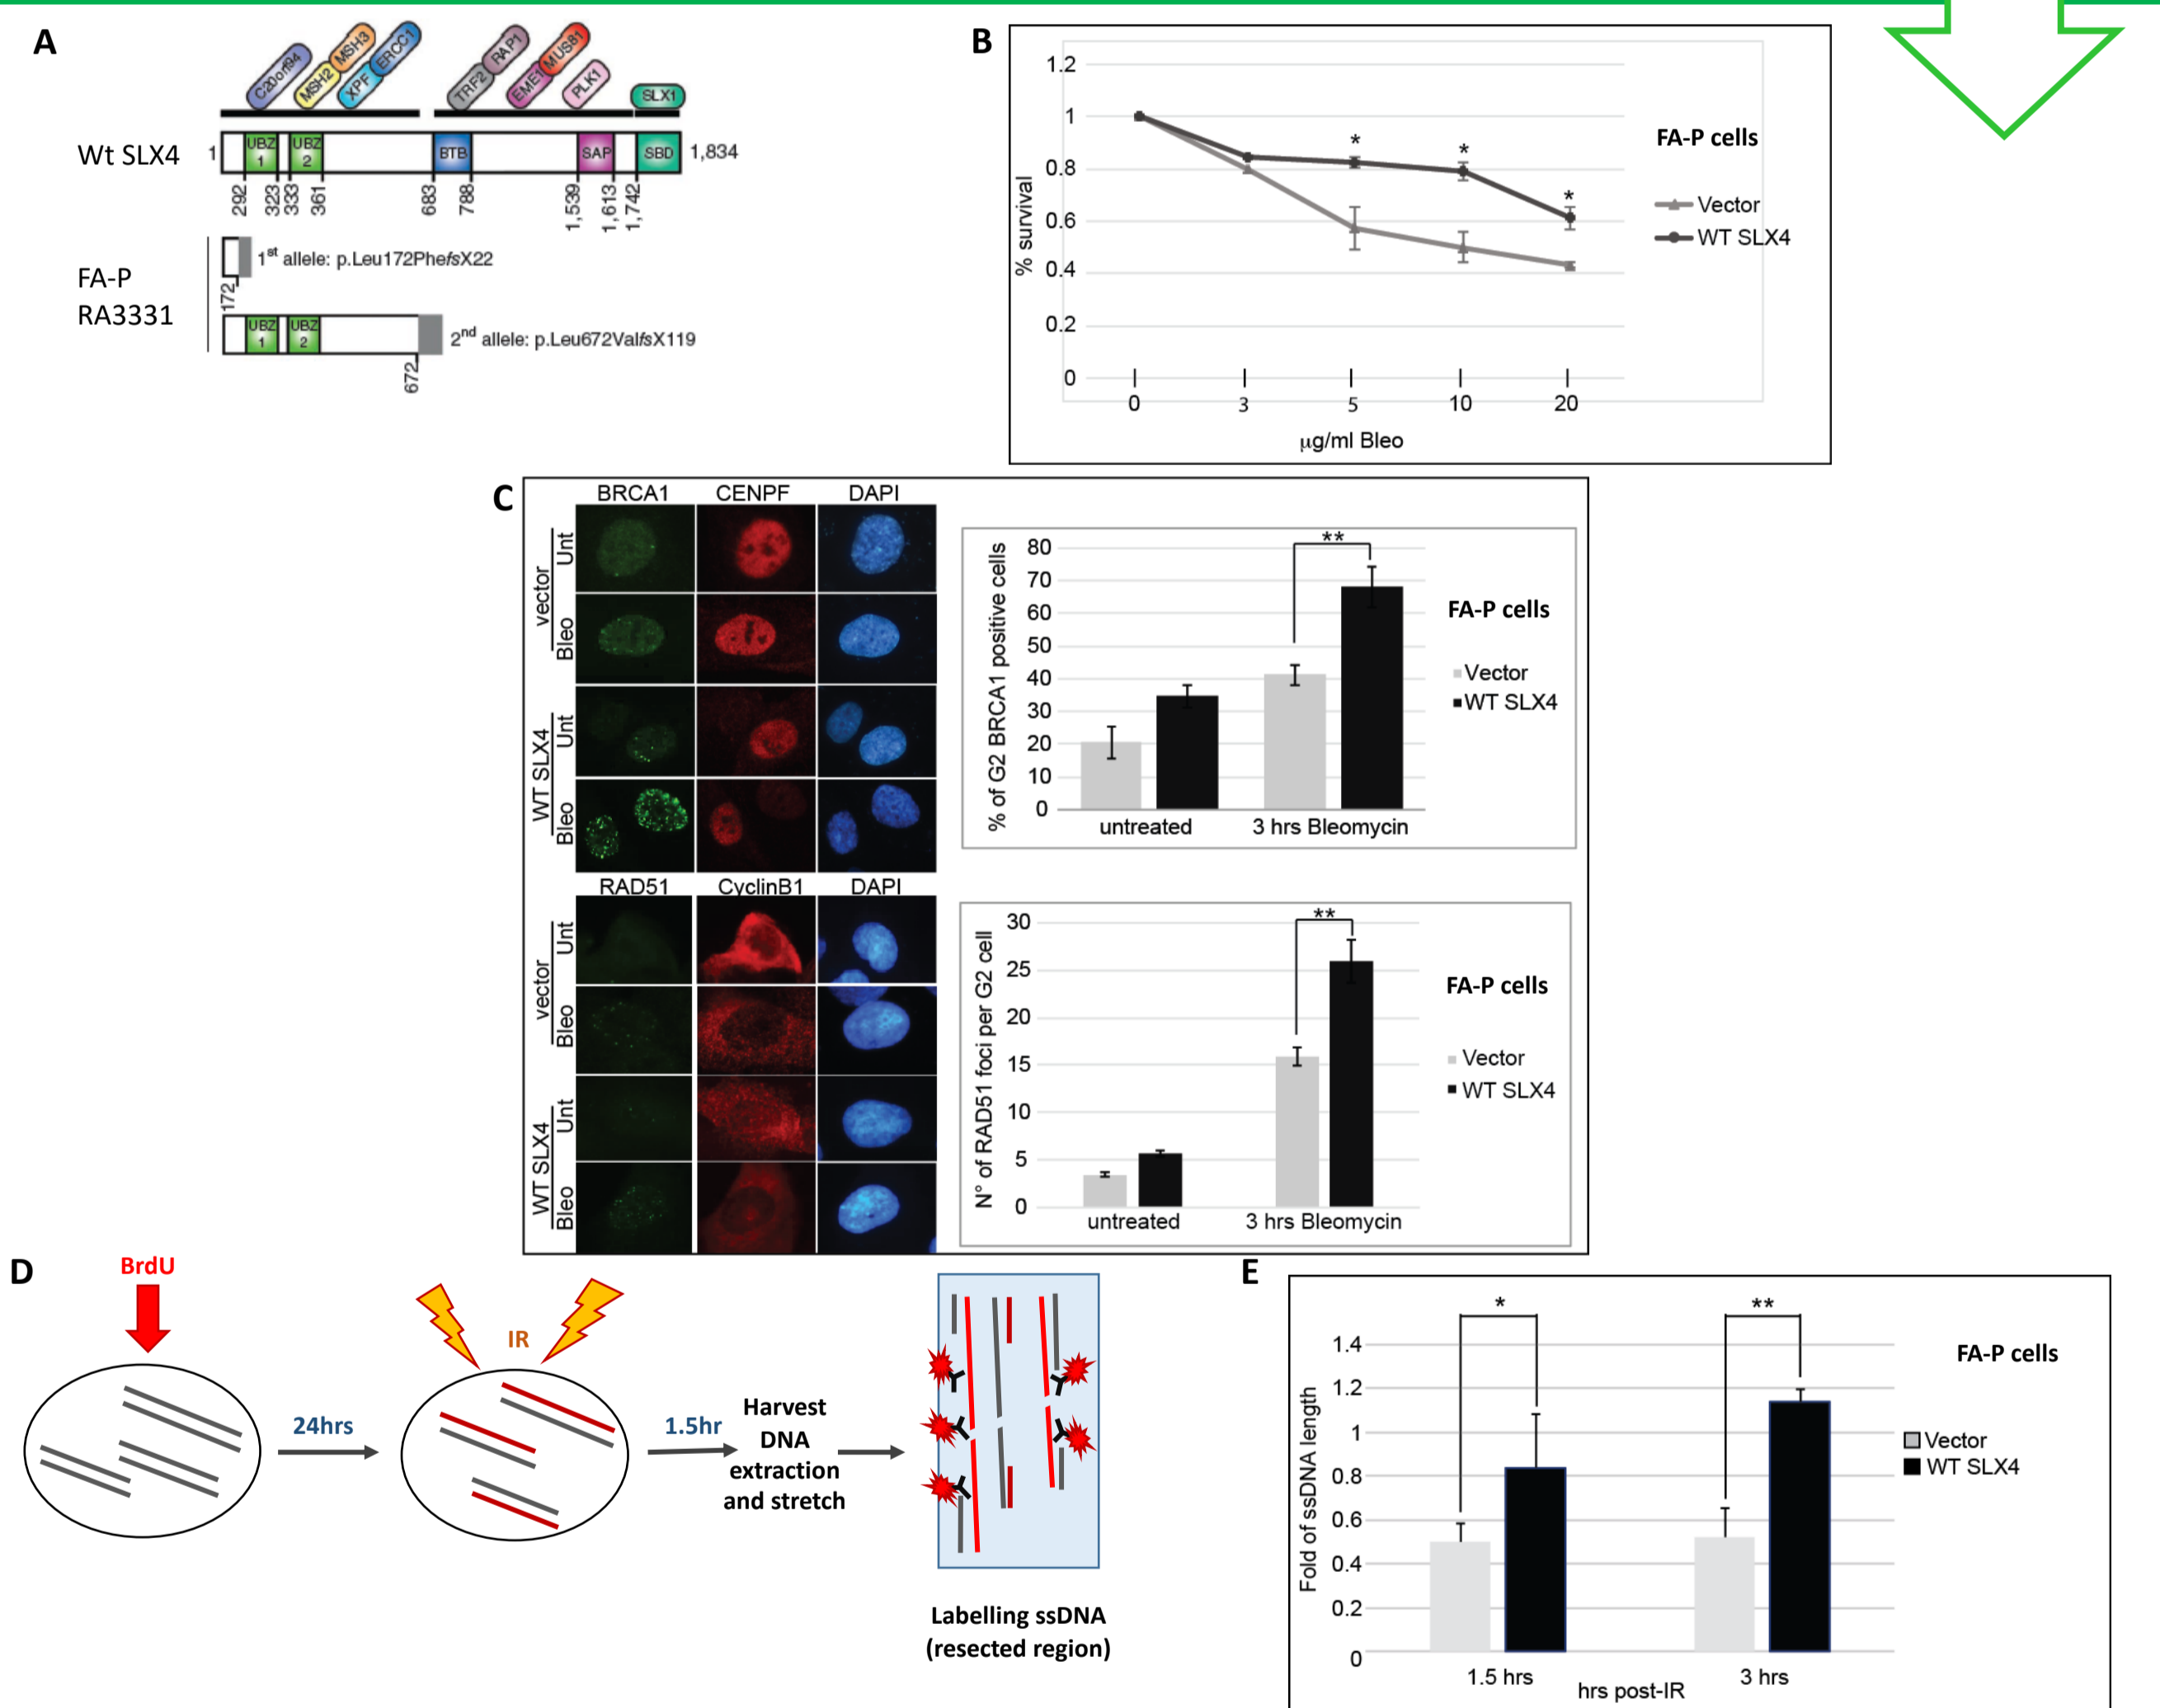 A
C20orf94
MSH2
MSH3
XPF
ERCC1
TRF2
RAP1
EME1
MUS81
PLK1
SLX1
Wt SLX4
1
UBZ
1
UBZ
2
BTB
SAP
SBD
1,834
292
323
333
361
683
788
1,539
1,613
1,742
FA-P
RA3331
1st allele: p.Leu172PhefsX22
172
UBZ
1
UBZ
2
2nd allele: p.Leu672ValfsX119
672
B
1.2
1
0.8
0.6
0.4
0.2
0
% survival
0 3 5 10 20
µg/ml Bleo
* * *
FA-P cells
Vector
WT SLX4
C
BRCA1 CENPF DAPI
vector
Unt
Bleo
WT SLX4
Unt
Bleo
% of G2 BRCA1 positive cells
80
70
60
50
40
30
20
10
0
**
untreated 3 hrs Bleomycin
FA-P cells
Vector
WT SLX4
RAD51 CyclinB1 DAPI
vector
Unt
Bleo
WT SLX4
Unt
Bleo
N° of RAD51 foci per G2 cell
30
25
20
15
10
5
0
**
untreated 3 hrs Bleomycin
FA-P cells
Vector
WT SLX4
D
BrdU
24hrs
IR
1.5hr
Harvest
DNA
extraction
and stretch
Labelling ssDNA
(resected region)
E
Fold of ssDNA length
1.4
1.2
1
0.8
0.6
0.4
0.2
0
* **
1.5 hrs 3 hrs
hrs post-IR
FA-P cells
Vector
WT SLX4